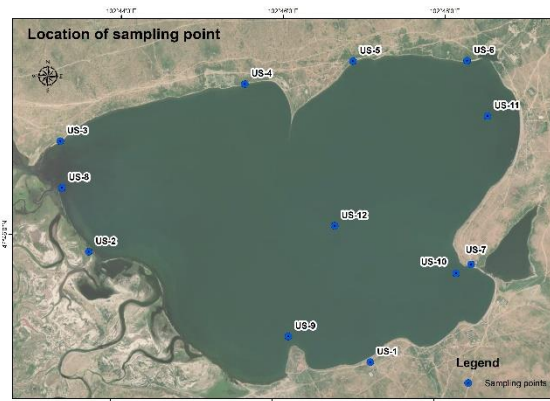 Location of sampling point
N
US-5
US-6
US-4
US-11
US-3
US-8
US-12
US-2
US-7
US-10
US-9
US-1
Legend
Sampling points